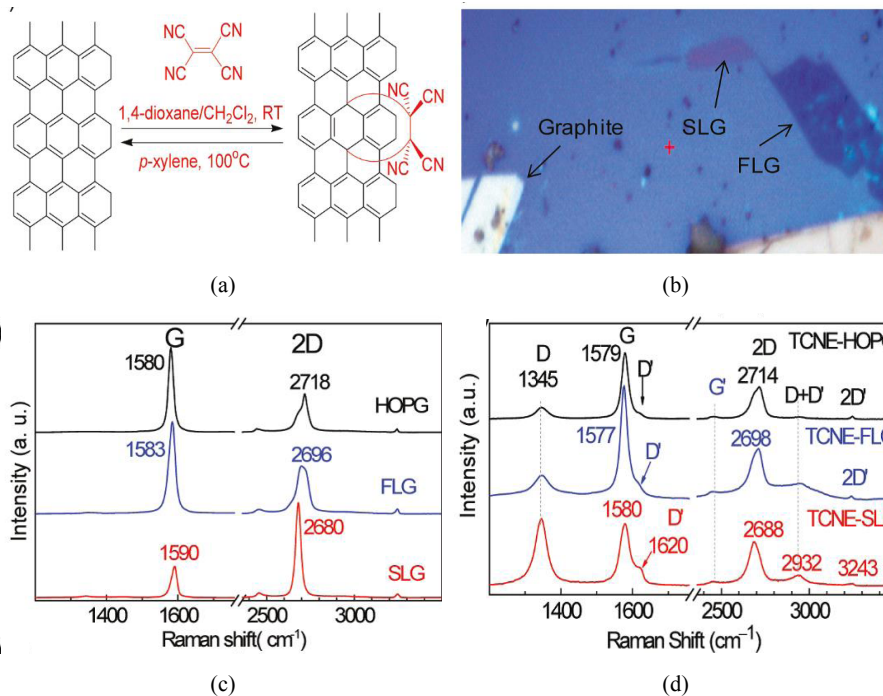 NC CN
NC CN
1,4-dioxane/CH2Cl2, RT
p-xylene, 100°C
NC CN
NC CN
(a)
Graphite
SLG
FLG
(b)
Intensity (a. u.)
G
1580
2D
2718
HOPG
1583
2696
FLG
1590
2680
SLG
1400 1600 2500 3000
Raman shift( cm⁻¹)
(c)
Intensity (a. u.)
D
1345
G
1579
D'
2D
2714
TCNE-HOPG
D+D'
2D'
G'
1577
D'
2698
TCNE-FLG
2D'
D'
1580
1620
2688
TCNE-SL
2932
3243
1400 1600 2500 3000
Raman Shift (cm⁻¹)
(d)